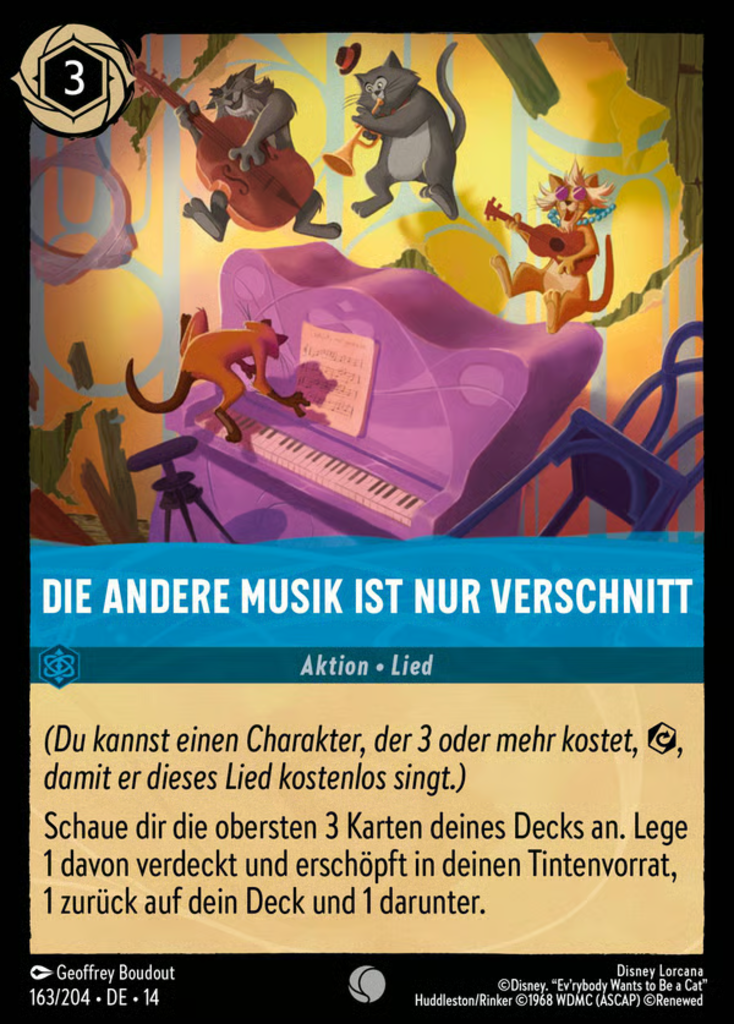 3
DIE ANDERE MUSIK IST NUR VERSCHNITT
Aktion • Lied
(Du kannst einen Charakter, der 3 oder mehr kostet, ,
damit er dieses Lied kostenlos singt.)
Schaue dir die obersten 3 Karten deines Decks an. Lege
1 davon verdeckt und erschöpft in deinen Tintenvorrat,
1 zurück auf dein Deck und 1 darunter.
Geoffrey Boudout
163/204 • DE • 14
Disney Lorcana
©Disney. “Ev’rybody Wants to Be a Cat”
Huddleston/Rinker ©1968 WDMC (ASCAP) ©Renewed